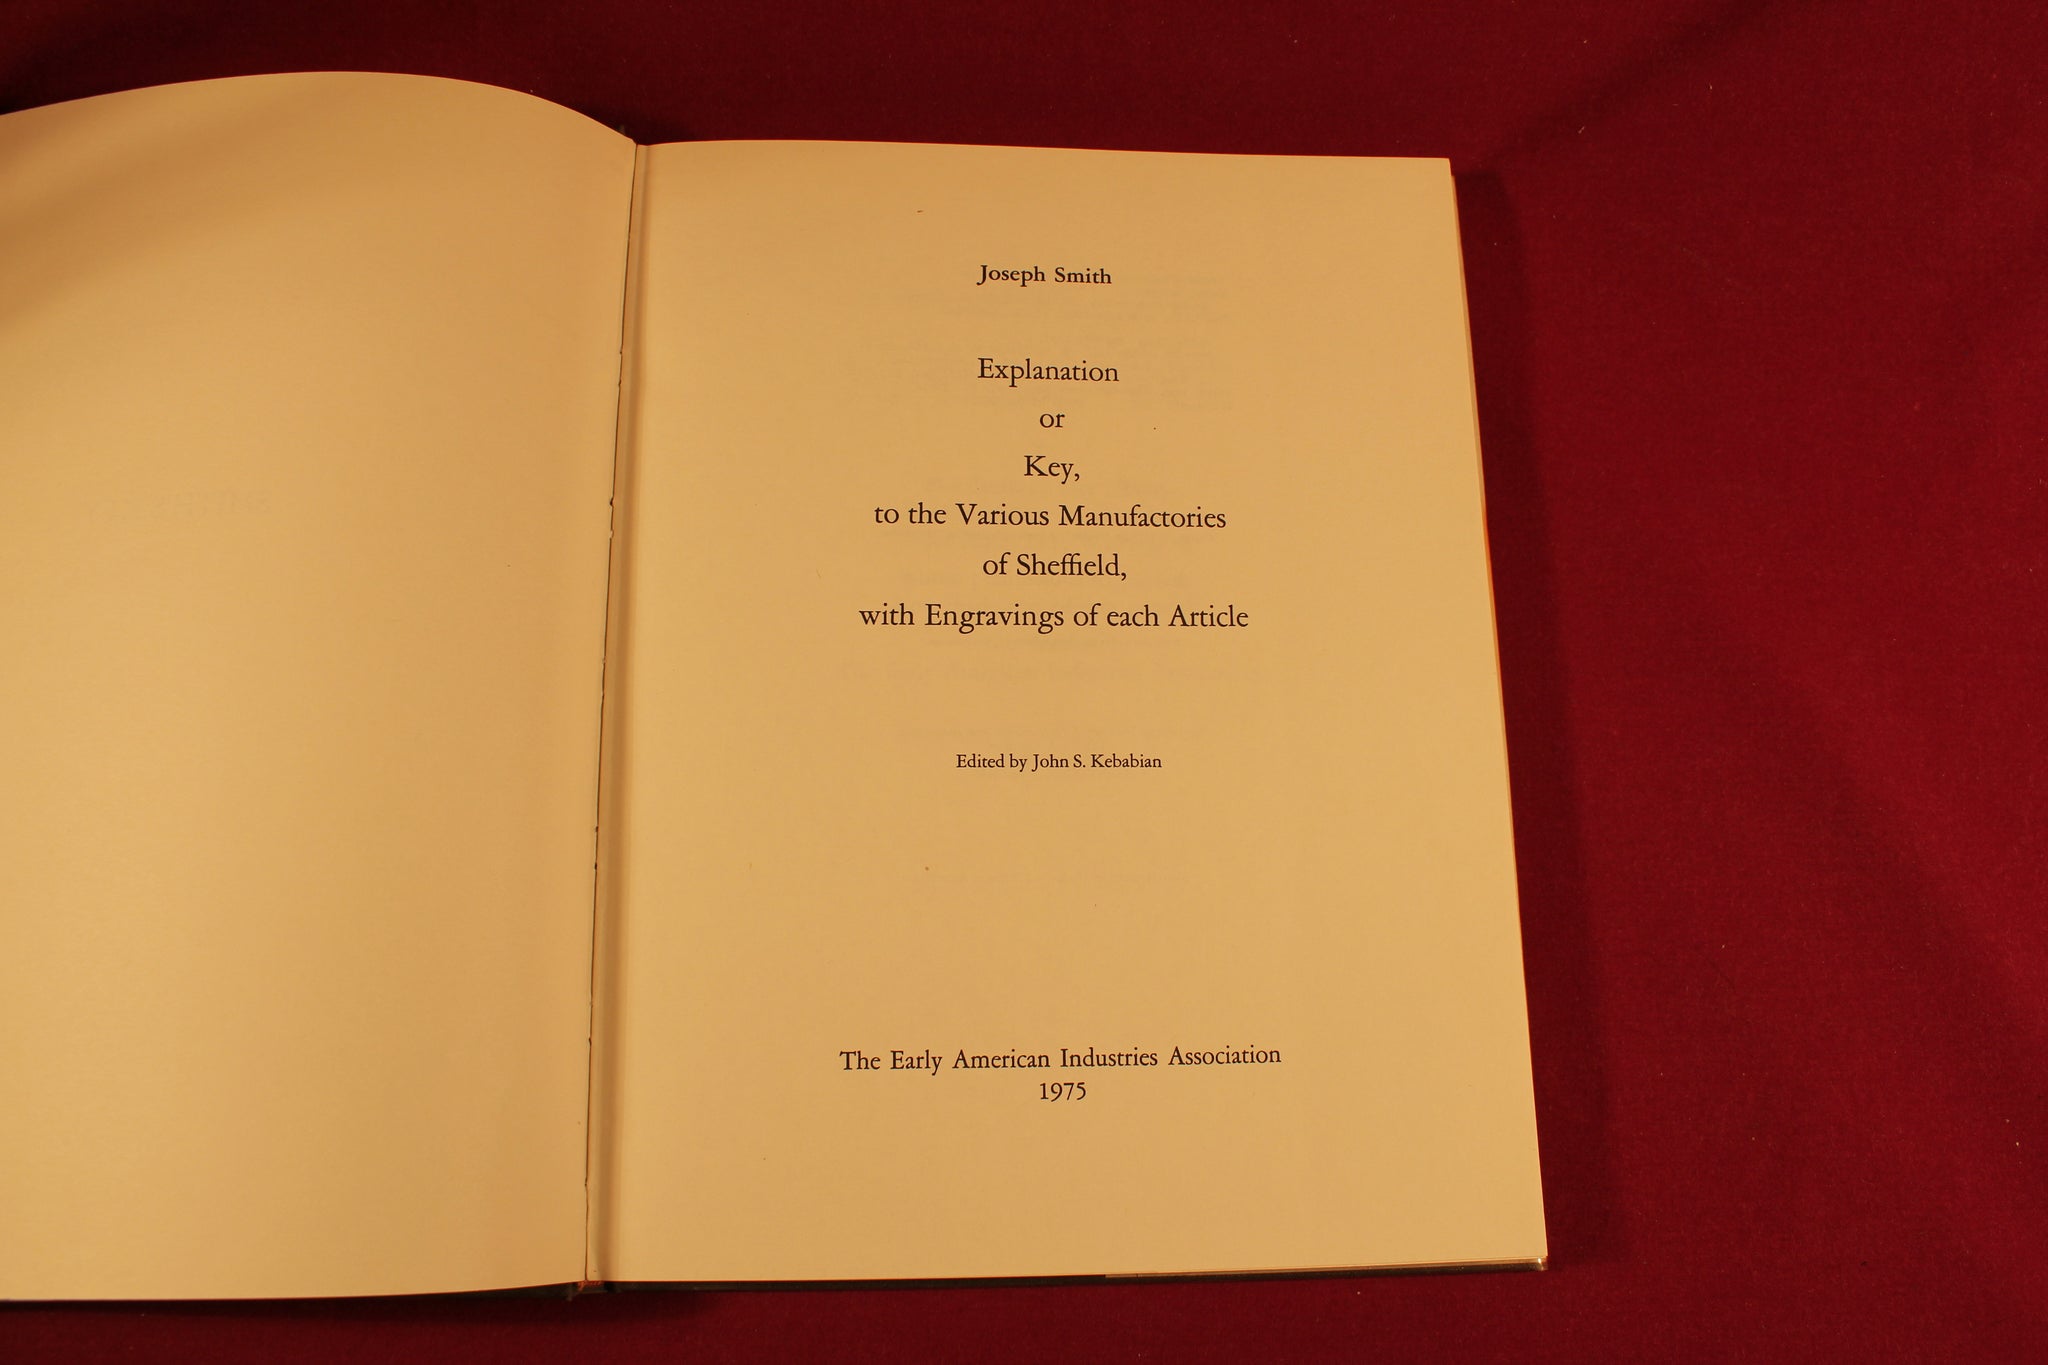 Joseph Smith
Explanation
or
Key,
to the Various Manufactories
of Sheffield,
with Engravings of each Article
Edited by John S. Kebabian
The Early American Industries Association
1975